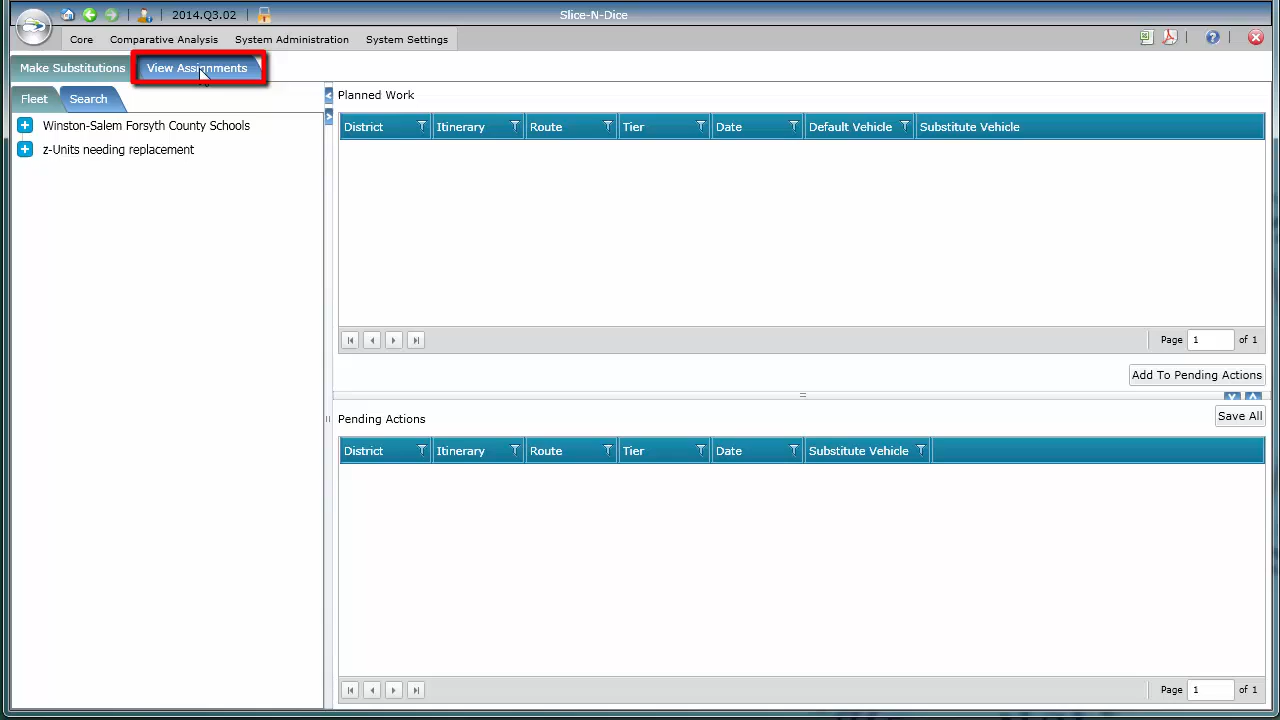 2014.Q3.02
Slice-N-Dice
Core Comparative Analysis System Administration System Settings
Make Substitutions View Assignments
Fleet Search
Winston-Salem Forsyth County Schools
z-Units needing replacement
Planned Work
District Itinerary Route Tier Date Default Vehicle Substitute Vehicle
Page 1 of 1
Add To Pending Actions
Save All
Pending Actions
District Itinerary Route Tier Date Substitute Vehicle
Page 1 of 1